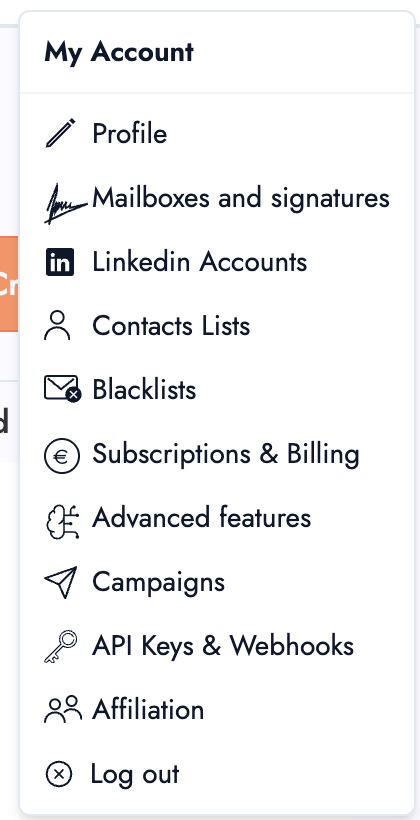 My Account
Profile
Mailboxes and signatures
Linkedin Accounts
Contacts Lists
Blacklists
Subscriptions & Billing
Advanced features
Campaigns
API Keys & Webhooks
Affiliation
Log out